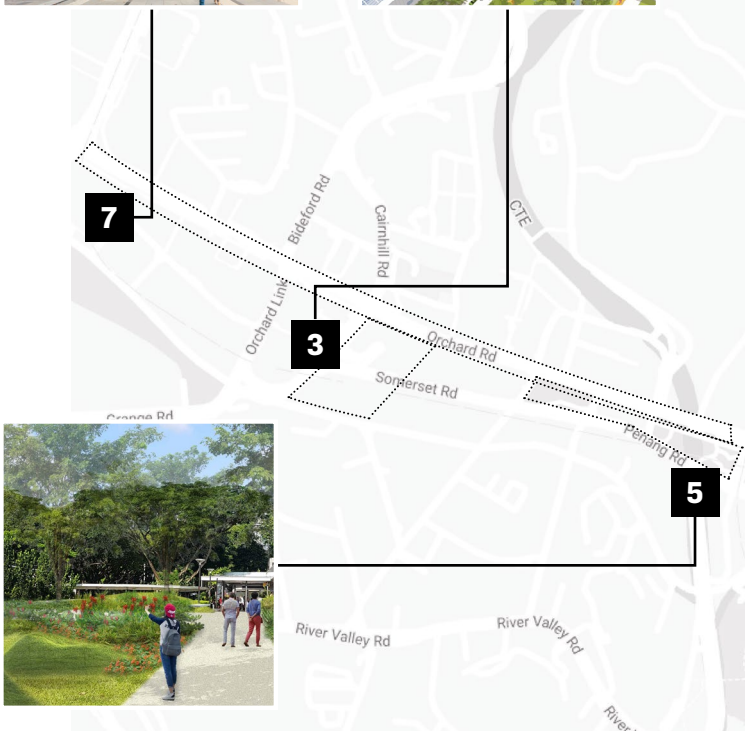 7
Bideford Rd
Cairnhill Rd
CTE
Orchard Link
3
Orchard Rd
Somerset Rd
Grange Rd
Penang Rd
5
River Valley Rd
River Valley Rd
River